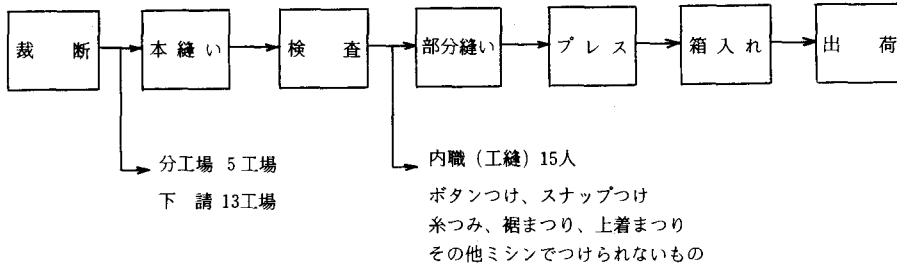 裁断 本縫い 検査 部分縫い プレス 箱入れ 出荷
分工場 5工場
下請 13工場
内職(工縫)15人
ボタンつけ、スナップつけ
糸つみ、裾まつり、上着まつり
その他ミシンでつけられないもの